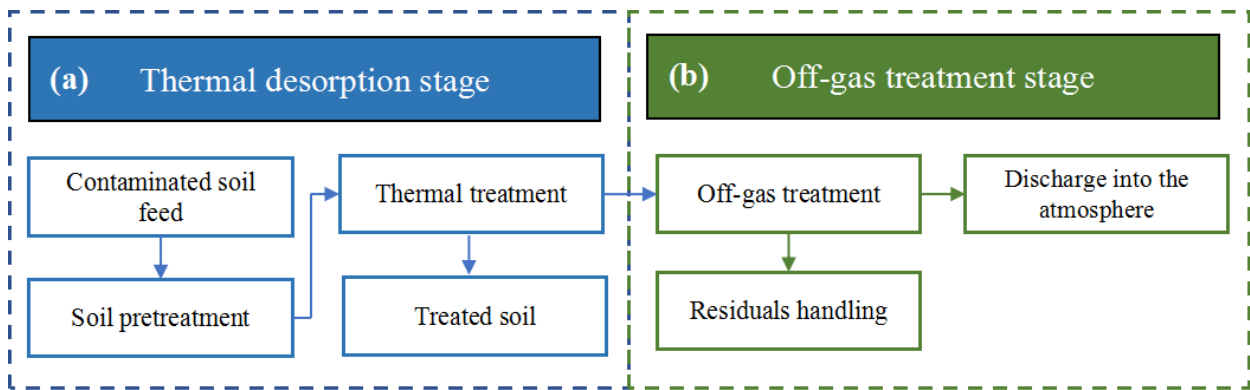 (a) Thermal desorption stage
(b) Off-gas treatment stage
Contaminated soil
feed
Thermal treatment
Off-gas treatment
Discharge into the
atmosphere
Soil pretreatment
Treated soil
Residuals handling